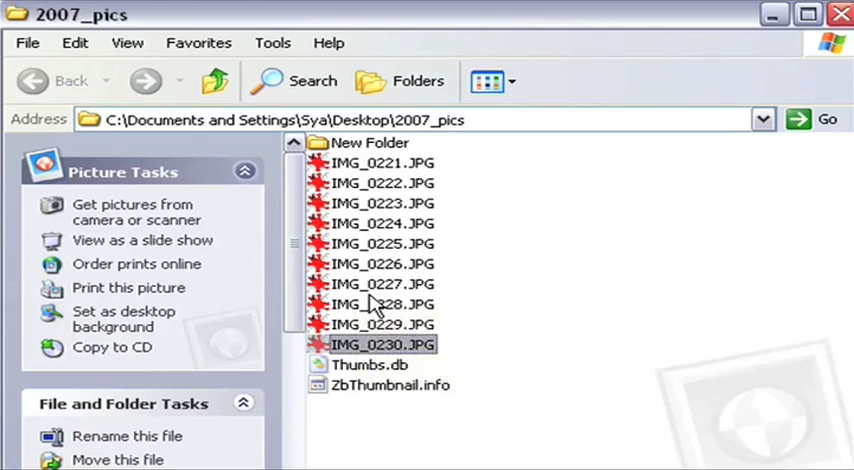 2007_pics
File Edit View Favorites Tools Help
Back Search Folders
Address C:\Documents and Settings\Sya\Desktop\2007_pics Go
Picture Tasks
Get pictures from
camera or scanner
View as a slide show
Order prints online
Print this picture
Set as desktop
background
Copy to CD
File and Folder Tasks
Rename this file
Move this file
New Folder
IMG_0221.JPG
IMG_0222.JPG
IMG_0223.JPG
IMG_0224.JPG
IMG_0225.JPG
IMG_0226.JPG
IMG_0227.JPG
IMG_0228.JPG
IMG_0229.JPG
IMG_0230.JPG
Thumbs.db
ZbThumbnail.info